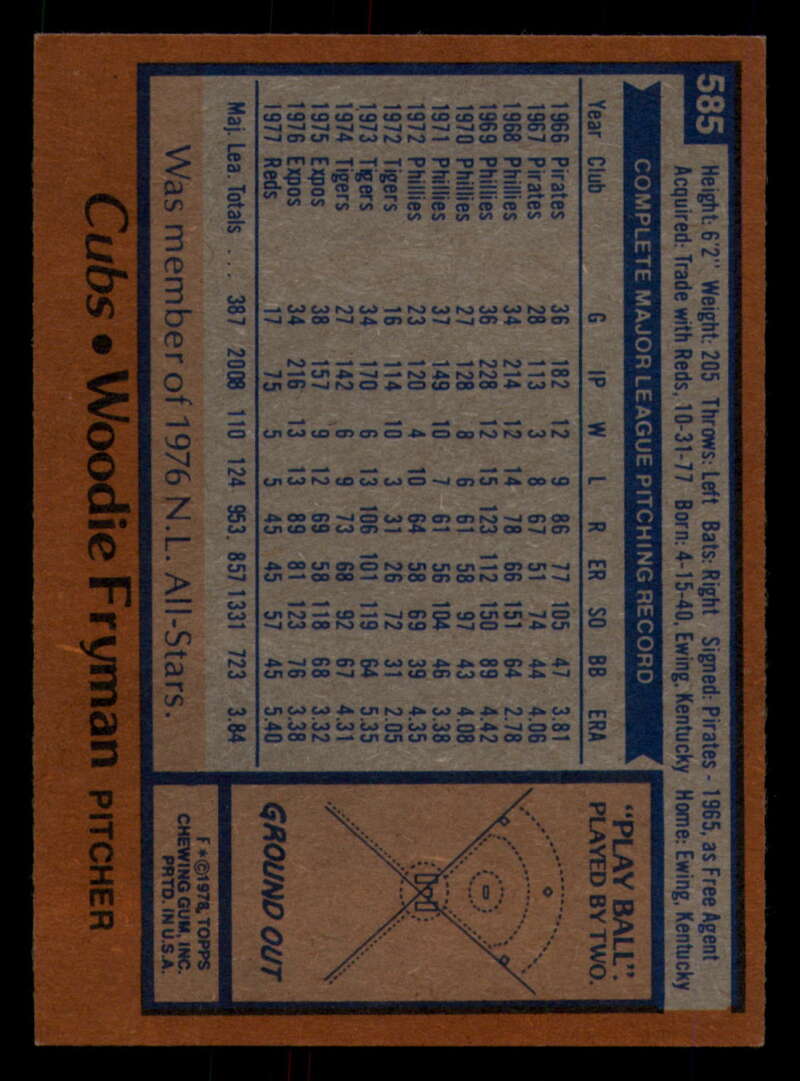 585
Height: 6'2" Weight: 205 Throws: Left Bats: Right Signed: Pirates - 1965, as Free Agent
Acquired: Trade with Reds, 10-31-77 Born: 4-15-40, Ewing, Kentucky Home: Ewing, Kentucky
COMPLETE MAJOR LEAGUE PITCHING RECORD
Year Club G IP W L R ER SO BB ERA
1966 Pirates 36 182 12 9 86 77 105 47 3.81
1967 Pirates 28 113 3 8 67 51 74 44 4.06
1968 Phillies 34 214 12 14 78 66 151 64 2.78
1969 Phillies 36 228 12 15 123 112 150 89 4.42
1970 Phillies 27 128 8 6 61 58 97 43 4.08
1971 Phillies 37 149 10 7 61 56 104 46 3.38
1972 Phillies 23 120 4 10 64 58 69 39 4.35
1972 Tigers 16 114 10 3 31 26 72 31 2.05
1973 Tigers 34 170 6 13 106 101 119 64 5.35
1974 Tigers 27 142 6 9 73 68 92 67 4.31
1975 Expos 38 157 9 12 69 58 118 68 3.32
1976 Expos 34 216 13 13 89 81 123 76 3.38
1977 Reds 17 75 5 5 45 45 57 45 5.40
Maj. Lea. Totals ... 387 2008 110 124 953 857 1331 723 3.84
Was member of 1976 N.L. All-Stars.
"PLAY BALL":
PLAYED BY TWO.
GROUND OUT
F*©1978, TOPPS
CHEWING GUM, INC.
PRTD. IN U.S.A.
Cubs • Woodie Fryman PITCHER